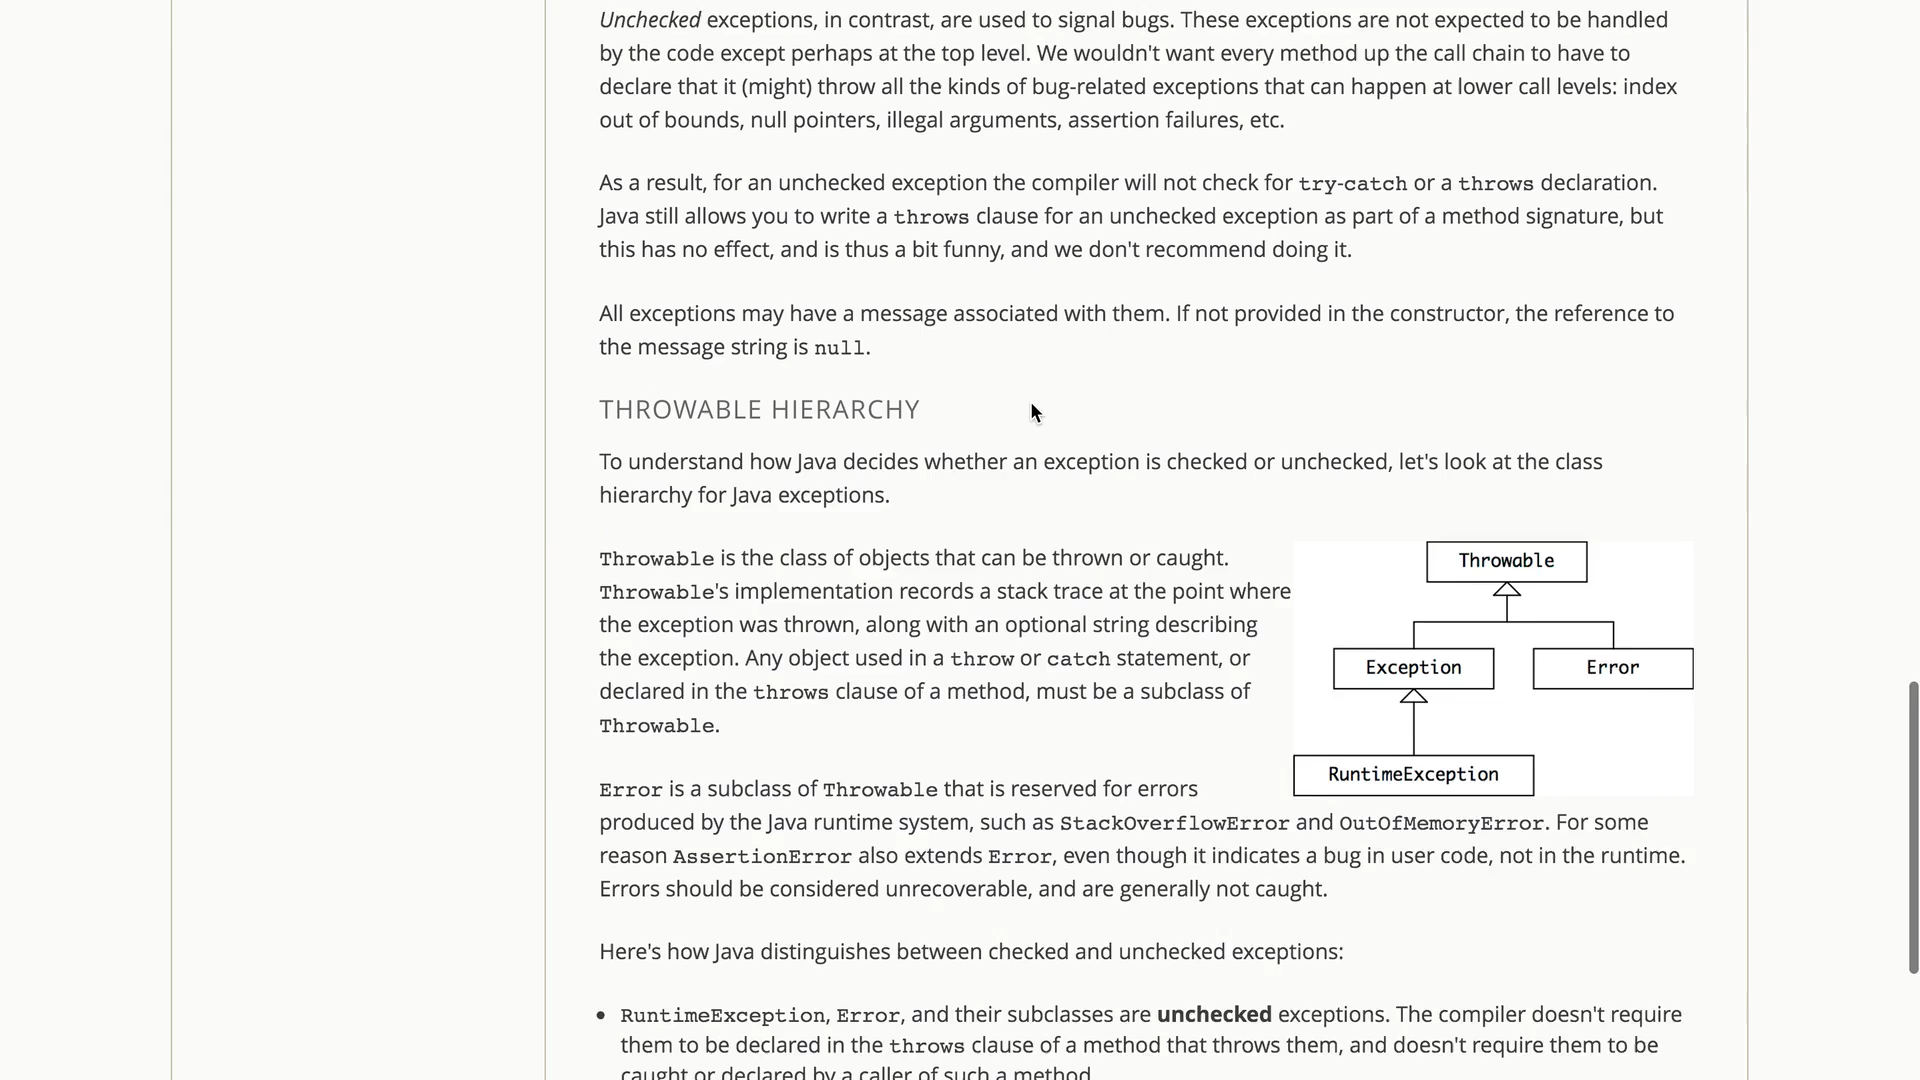 Unchecked exceptions, in contrast, are used to signal bugs. These exceptions are not expected to be handled
by the code except perhaps at the top level. We wouldn't want every method up the call chain to have to
declare that it (might) throw all the kinds of bug-related exceptions that can happen at lower call levels: index
out of bounds, null pointers, illegal arguments, assertion failures, etc.
As a result, for an unchecked exception the compiler will not check for try-catch or a throws declaration.
Java still allows you to write a throws clause for an unchecked exception as part of a method signature, but
this has no effect, and is thus a bit funny, and we don't recommend doing it.
All exceptions may have a message associated with them. If not provided in the constructor, the reference to
the message string is null.
THROWABLE HIERARCHY
To understand how Java decides whether an exception is checked or unchecked, let's look at the class
hierarchy for Java exceptions.
Throwable is the class of objects that can be thrown or caught.
Throwable's implementation records a stack trace at the point where
the exception was thrown, along with an optional string describing
the exception. Any object used in a throw or catch statement, or
declared in the throws clause of a method, must be a subclass of
Throwable.
Throwable
Exception
Error
RuntimeException
Error is a subclass of Throwable that is reserved for errors
produced by the Java runtime system, such as StackOverflowError and OutOfMemoryError. For some
reason AssertionError also extends Error, even though it indicates a bug in user code, not in the runtime.
Errors should be considered unrecoverable, and are generally not caught.
Here's how Java distinguishes between checked and unchecked exceptions:
• RuntimeException, Error, and their subclasses are unchecked exceptions. The compiler doesn't require
them to be declared in the throws clause of a method that throws them, and doesn't require them to be
caught or declared by a caller of such a method.